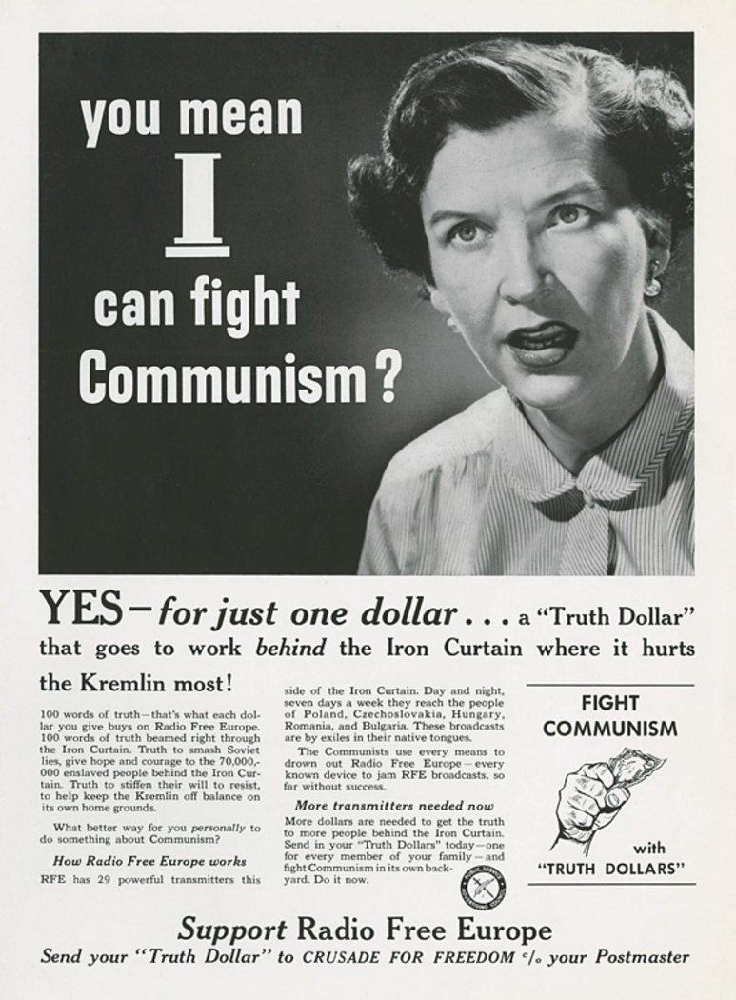 you mean
I
can fight
Communism?
YES—for just one dollar... a “Truth Dollar”
that goes to work behind the Iron Curtain where it hurts
the Kremlin most!
100 words of truth—that's what each dol-
lar you give buys on Radio Free Europe.
100 words of truth beamed right through
the Iron Curtain. Truth to smash Soviet
lies, give hope and courage to the 70,000,-
000 enslaved people behind the Iron Cur-
tain. Truth to stiffen their will to resist,
to help keep the Kremlin off balance on
its own home grounds.
What better way for you personally to
do something about Communism?
How Radio Free Europe works
RFE has 29 powerful transmitters this
side of the Iron Curtain. Day and night,
seven days a week they reach the people
of Poland, Czechoslovakia, Hungary,
Romania, and Bulgaria. These broadcasts
are by exiles in their native tongues.
The Communists use every means to
drown out Radio Free Europe—every
known device to jam RFE broadcasts, so
far without success.
More transmitters needed now
More dollars are needed to get the truth
to more people behind the Iron Curtain.
Send in your “Truth Dollars” today—one
for every member of your family—and
fight Communism in its own back-
yard. Do it now.
PUBLIC SERVICE
ADVERTISING COUNCIL
FIGHT
COMMUNISM
with
“TRUTH DOLLARS”
Support Radio Free Europe
Send your “Truth Dollar” to CRUSADE FOR FREEDOM c/o your Postmaster